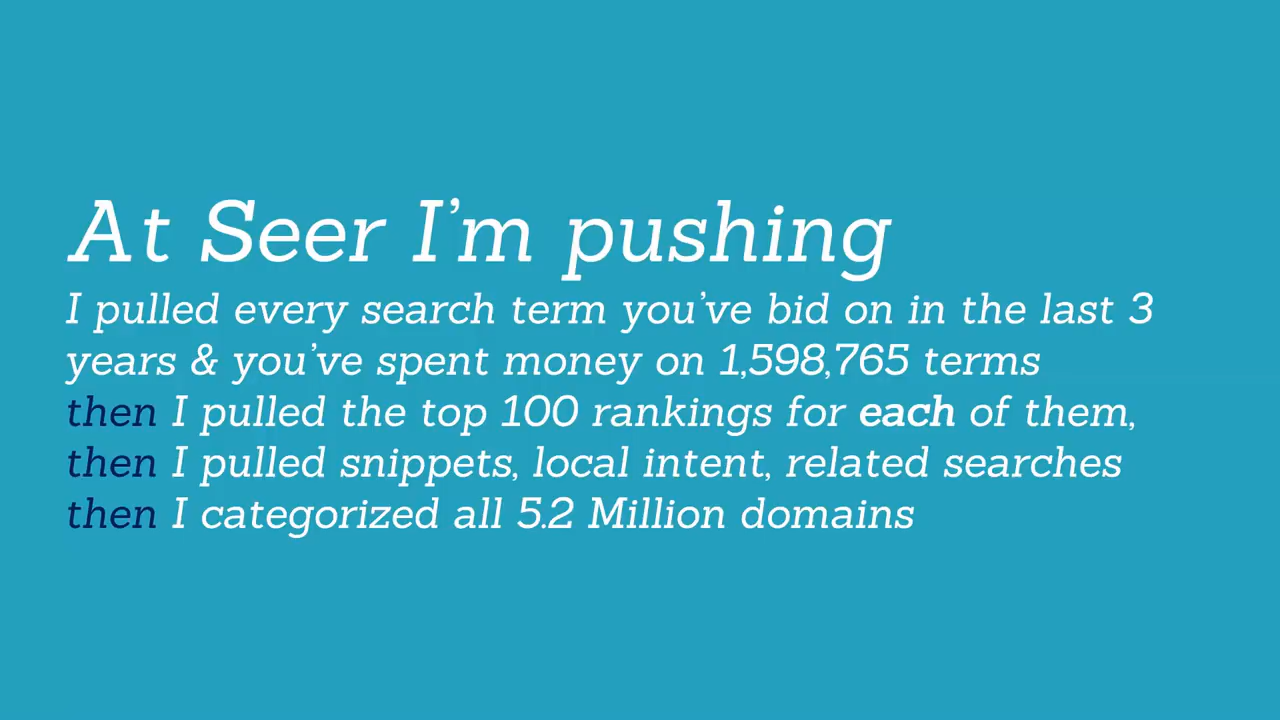 At Seer I’m pushing
I pulled every search term you’ve bid on in the last 3
years & you’ve spent money on 1,598,765 terms
then I pulled the top 100 rankings for each of them,
then I pulled snippets, local intent, related searches
then I categorized all 5.2 Million domains